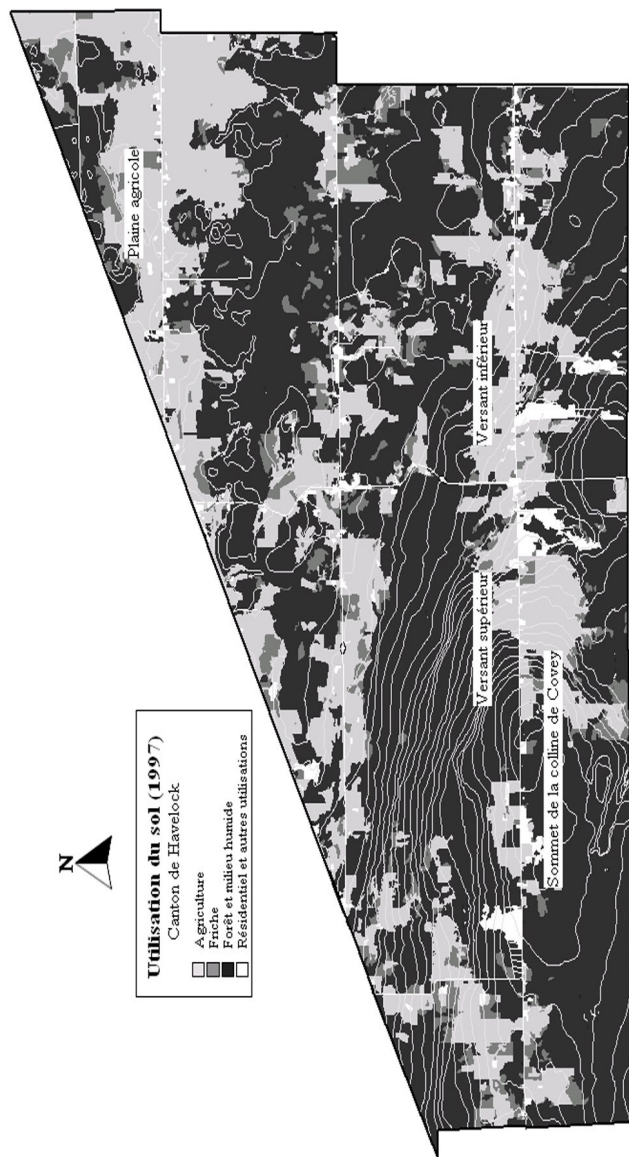 N
Utilisation du sol (1997)
Canton de Havelock
Agriculture
Friche
Forêt et milieu humide
Résidentiel et autres utilisations
Plaine agricole
Versant inférieur
Versant supérieur
Sommet de la colline de Covey